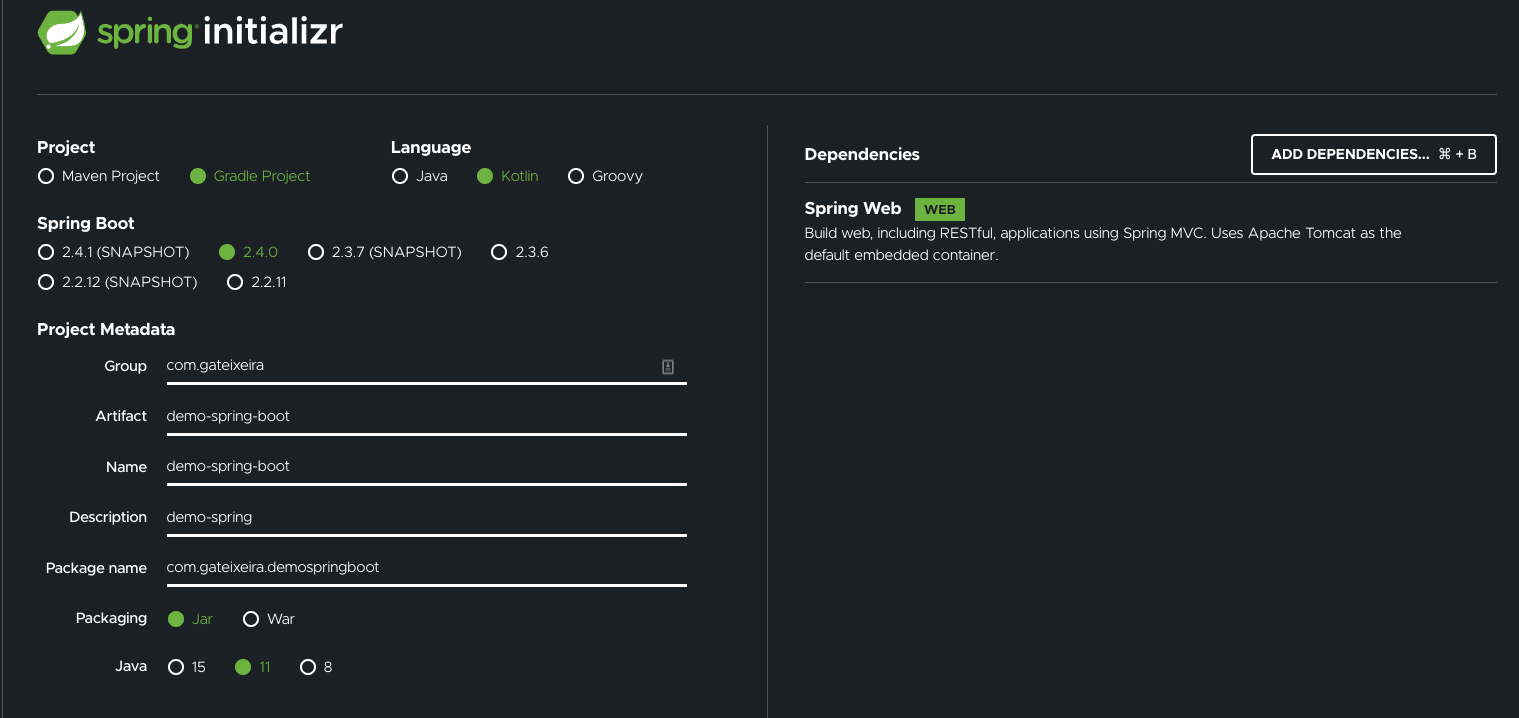 spring initializr
Project
Maven Project Gradle Project
Language
Java Kotlin Groovy
Spring Boot
2.4.1 (SNAPSHOT) 2.4.0 2.3.7 (SNAPSHOT) 2.3.6
2.2.12 (SNAPSHOT) 2.2.11
Project Metadata
Group com.gateixeira
Artifact demo-spring-boot
Name demo-spring-boot
Description demo-spring
Package name com.gateixeira.demospringboot
Packaging Jar War
Java 15 11 8
Dependencies ADD DEPENDENCIES... ⌘ + B
Spring Web WEB
Build web, including RESTful, applications using Spring MVC. Uses Apache Tomcat as the
default embedded container.